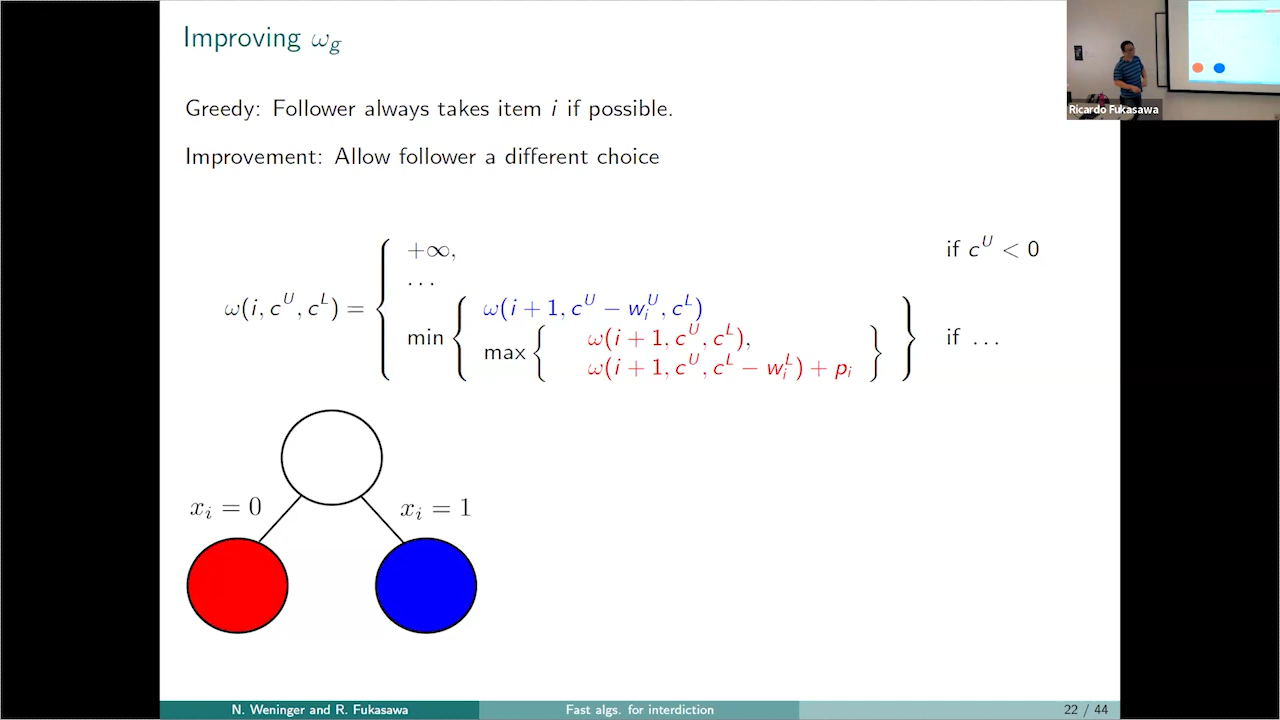 Improving ω_g
Ricardo Fukasawa
Greedy: Follower always takes item i if possible.
Improvement: Allow follower a different choice
+∞, if c^U < 0
...
ω(i, c^U, c^L) = min { ω(i + 1, c^U − w_i^U, c^L)
max { ω(i + 1, c^U, c^L), if ...
ω(i + 1, c^U, c^L − w_i^L) + p_i
x_i = 0 x_i = 1
N. Weninger and R. Fukasawa Fast algs. for interdiction 22 / 44